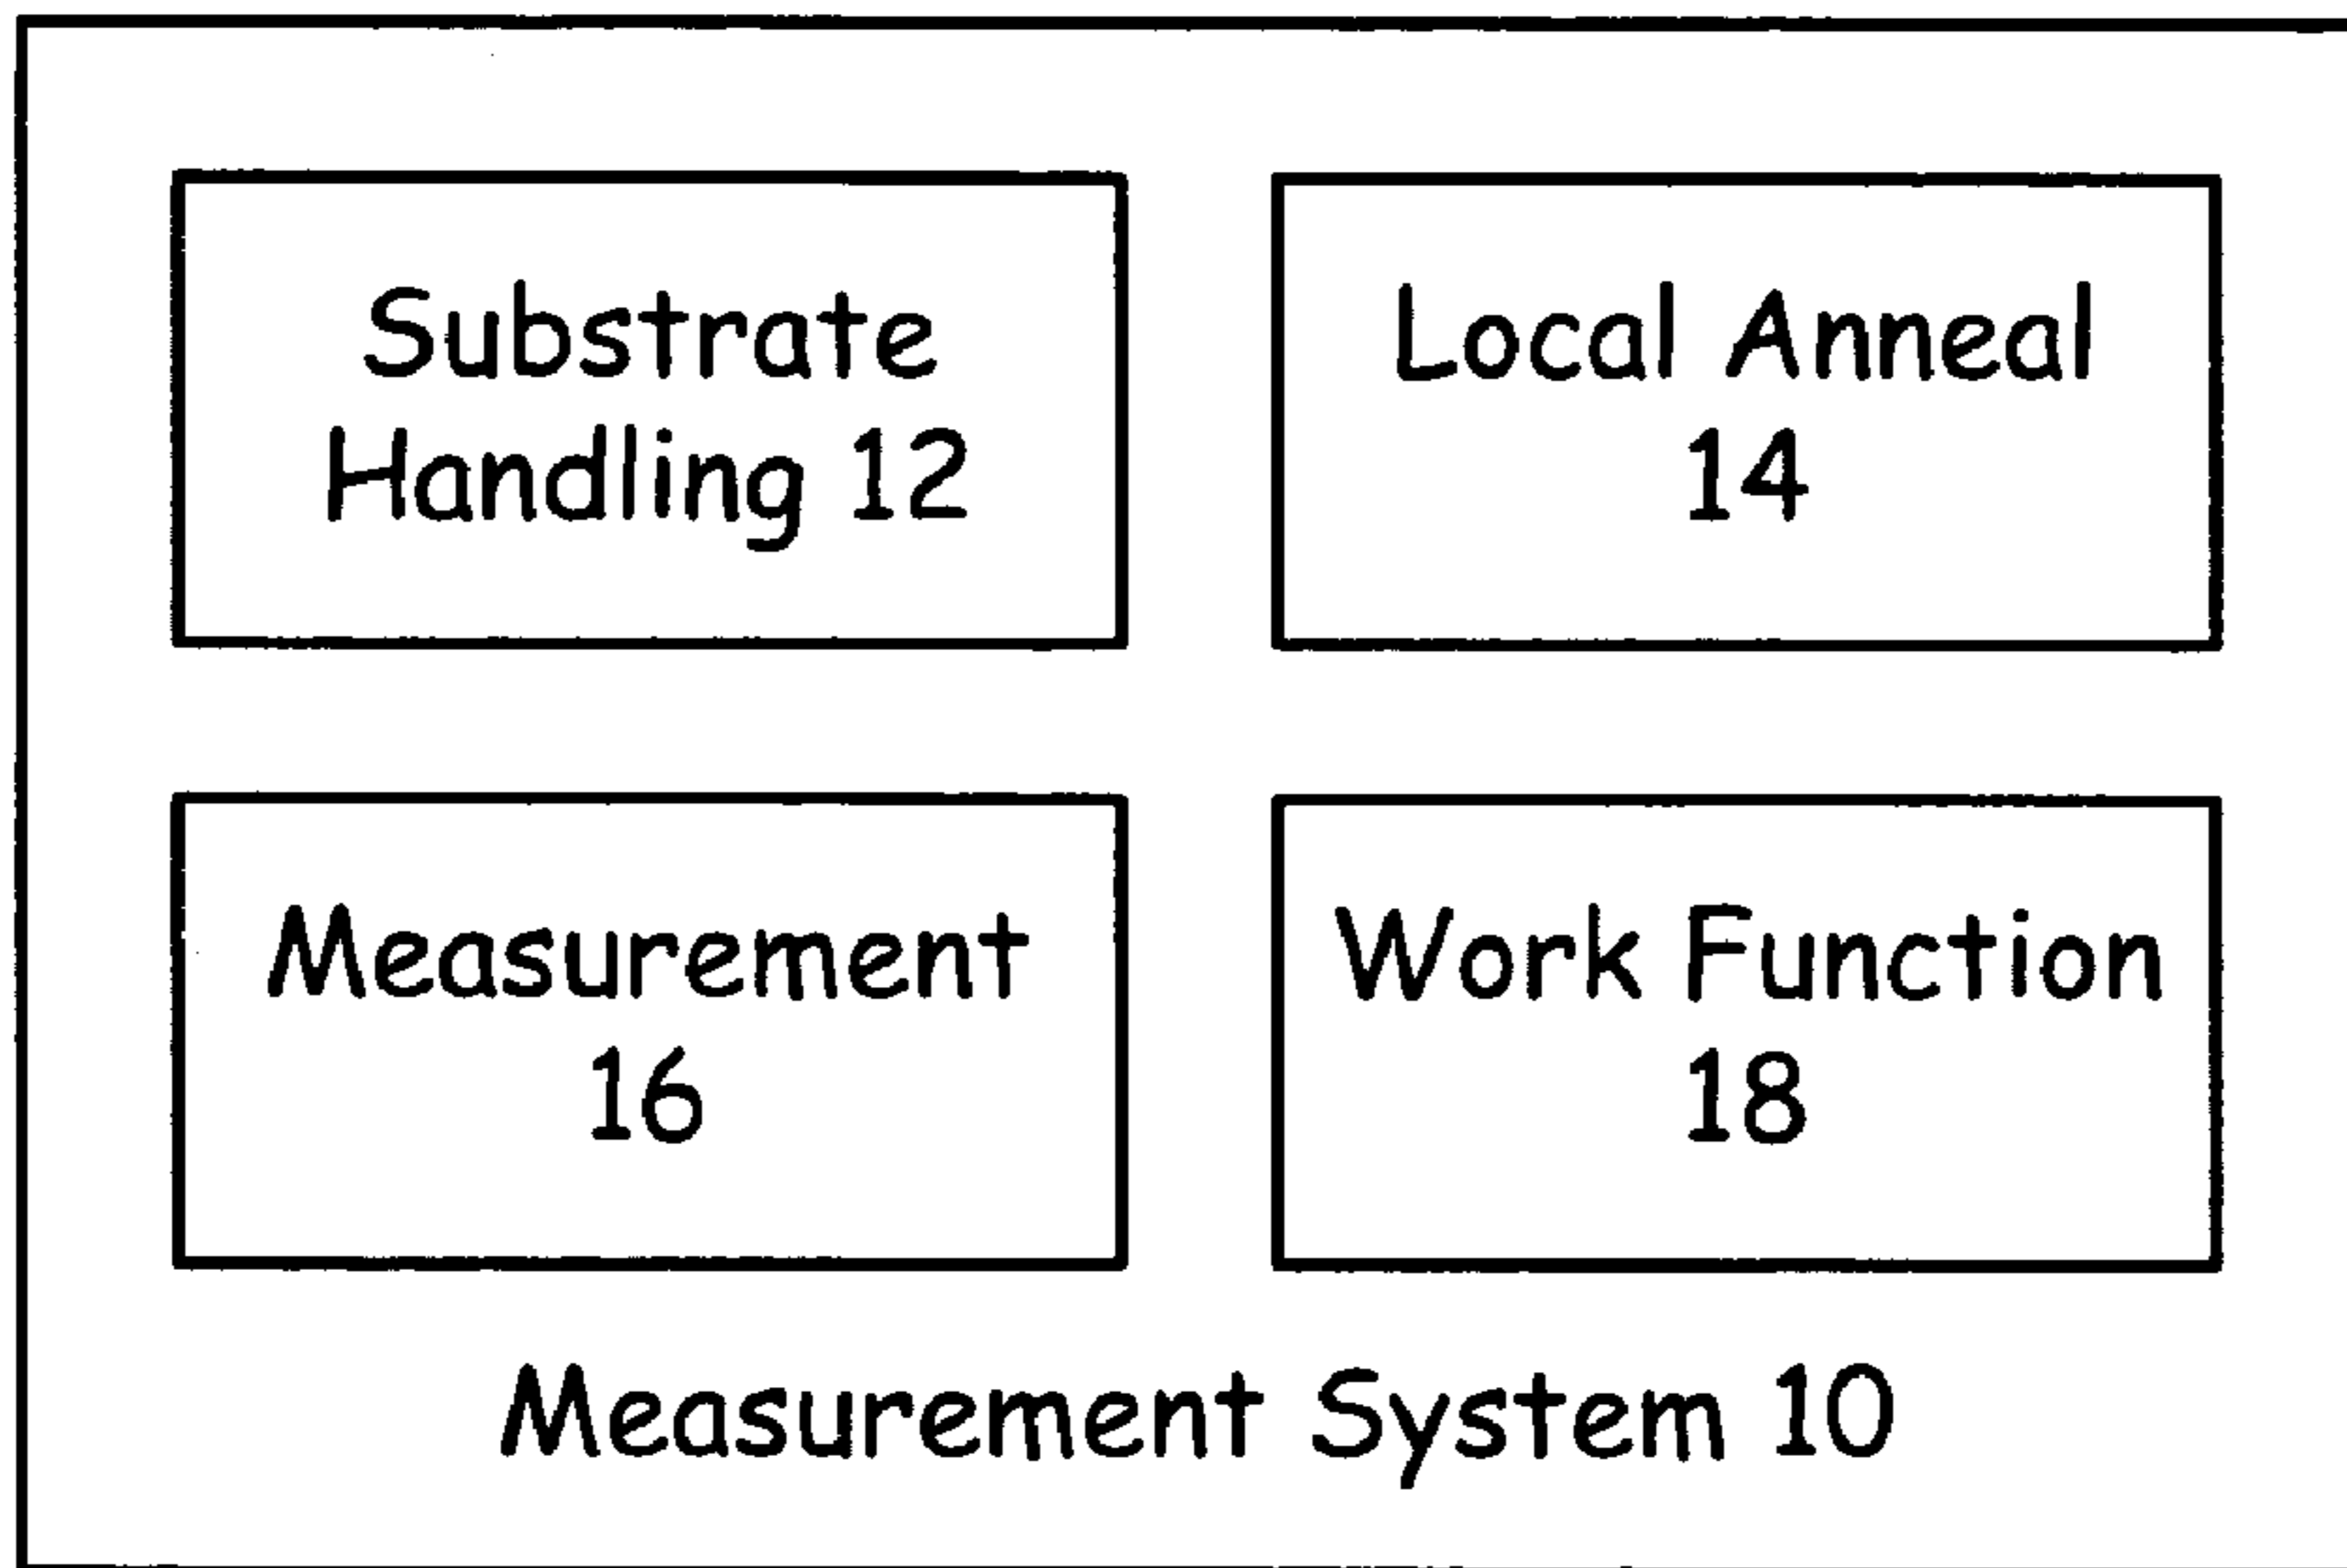 Substrate
Handling 12
Local Anneal
14
Measurement
16
Work Function
18
Measurement System 10